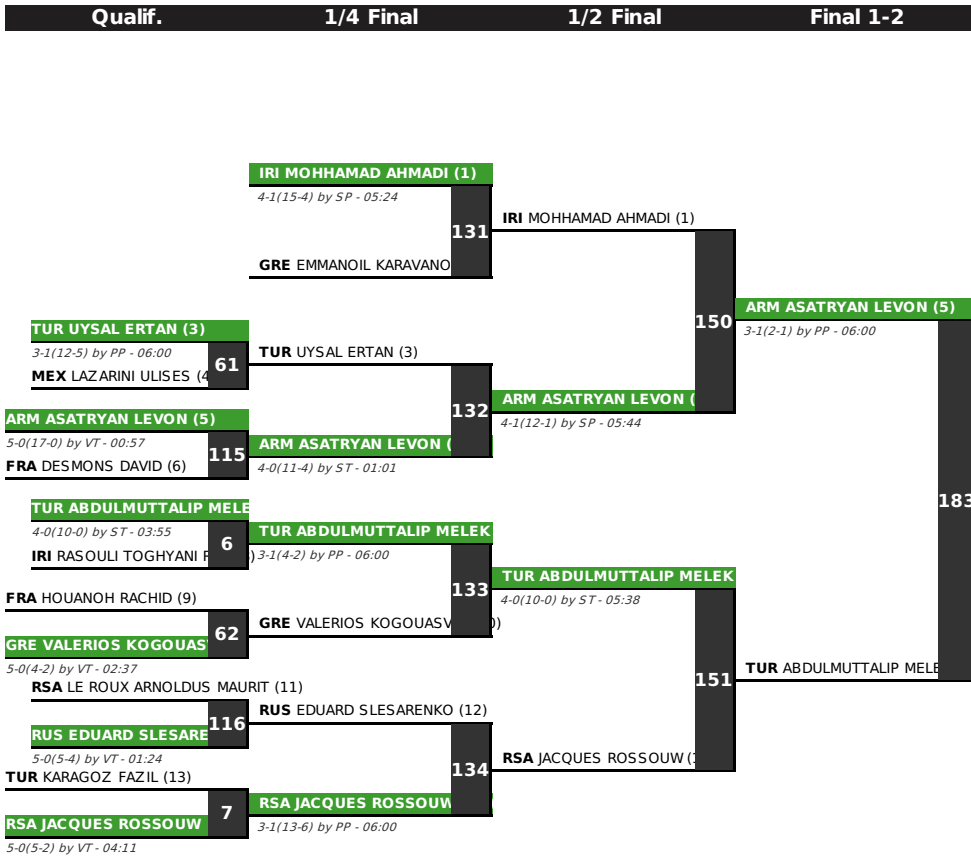 Qualif. 1/4 Final 1/2 Final Final 1-2
IRI MOHHAMAD AHMADI (1)
4-1(15-4) by SP - 05:24
131
GRE EMMANOIL KARAVANO
IRI MOHHAMAD AHMADI (1)
TUR UYSAL ERTAN (3)
3-1(12-5) by PP - 06:00
61
MEX LAZARINI ULISES (4
TUR UYSAL ERTAN (3)
132
ARM ASATRYAN LEVON (5)
5-0(17-0) by VT - 00:57
115
FRA DESMONS DAVID (6)
ARM ASATRYAN LEVON (
4-0(11-4) by ST - 01:01
150
ARM ASATRYAN LEVON (
4-1(12-1) by SP - 05:44
ARM ASATRYAN LEVON (5)
3-1(2-1) by PP - 06:00
183
TUR ABDULMUTTALIP MELE
4-0(10-0) by ST - 03:55
6
IRI RASOULI TOGHYANI
TUR ABDULMUTTALIP MELEK
3-1(4-2) by PP - 06:00
133
FRA HOUANOH RACHID (9)
62
GRE VALERIOS KOGOUAS
5-0(4-2) by VT - 02:37
GRE VALERIOS KOGOUASV 0)
TUR ABDULMUTTALIP MELEK
4-0(10-0) by ST - 05:38
151
TUR ABDULMUTTALIP MELE
RSA LE ROUX ARNOLDUS MAURIT (11)
116
RUS EDUARD SLESARE
5-0(5-4) by VT - 01:24
RUS EDUARD SLESARENKO (12)
134
TUR KARAGOZ FAZIL (13)
7
RSA JACQUES ROSSOUW
5-0(5-2) by VT - 04:11
RSA JACQUES ROSSOUW
3-1(13-6) by PP - 06:00
RSA JACQUES ROSSOUW (